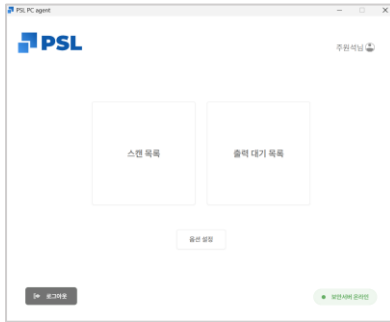 PSL PC agent
PSL
주원석님
스캔 목록
출력 대기 목록
옵션 설정
로그아웃
보안서버 온라인